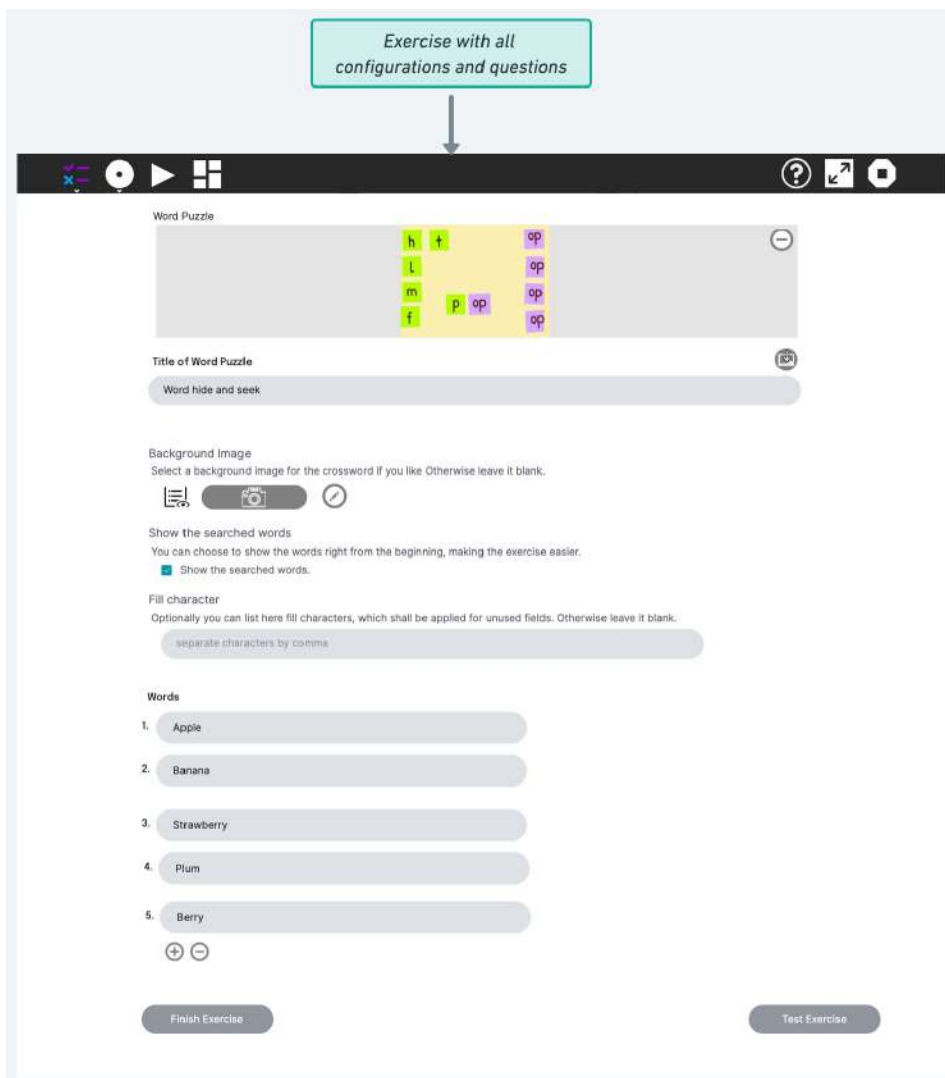 Exercise with all
configurations and questions
Word Puzzle
h t op
l op
m op
p op
f op
Title of Word Puzzle
Word hide and seek
Background Image
Select a background image for the crossword if you like Otherwise leave it blank.
Show the searched words
You can choose to show the words right from the beginning, making the exercise easier.
Show the searched words.
Fill character
Optionally you can list here fill characters, which shall be applied for unused fields. Otherwise leave it blank.
separate characters by comma
Words
1. Apple
2. Banana
3. Strawberry
4. Plum
5. Berry
Finish Exercise Test Exercise